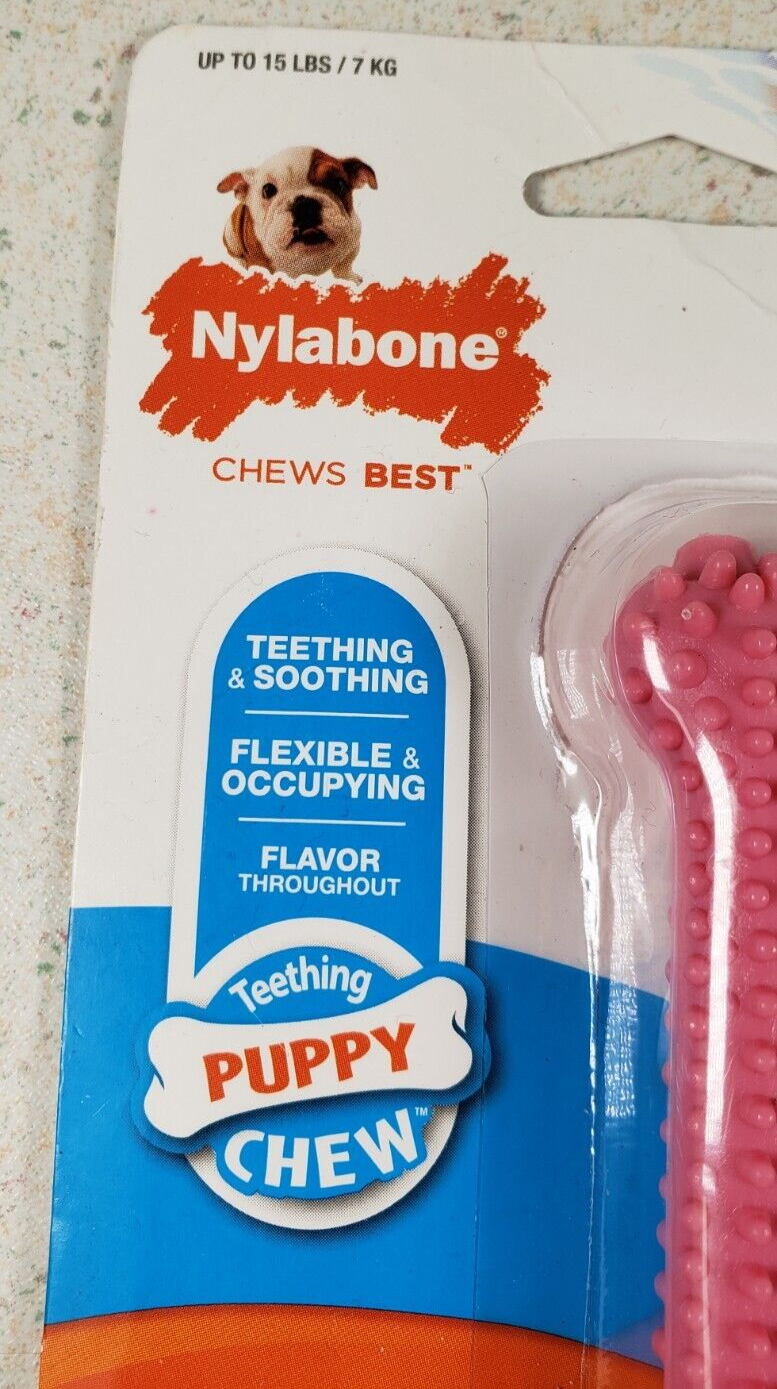 UP TO 15 LBS / 7 KG
Nylabone®
CHEWS BEST™
TEETHING
& SOOTHING
FLEXIBLE &
OCCUPYING
FLAVOR
THROUGHOUT
Teething
PUPPY
CHEW™